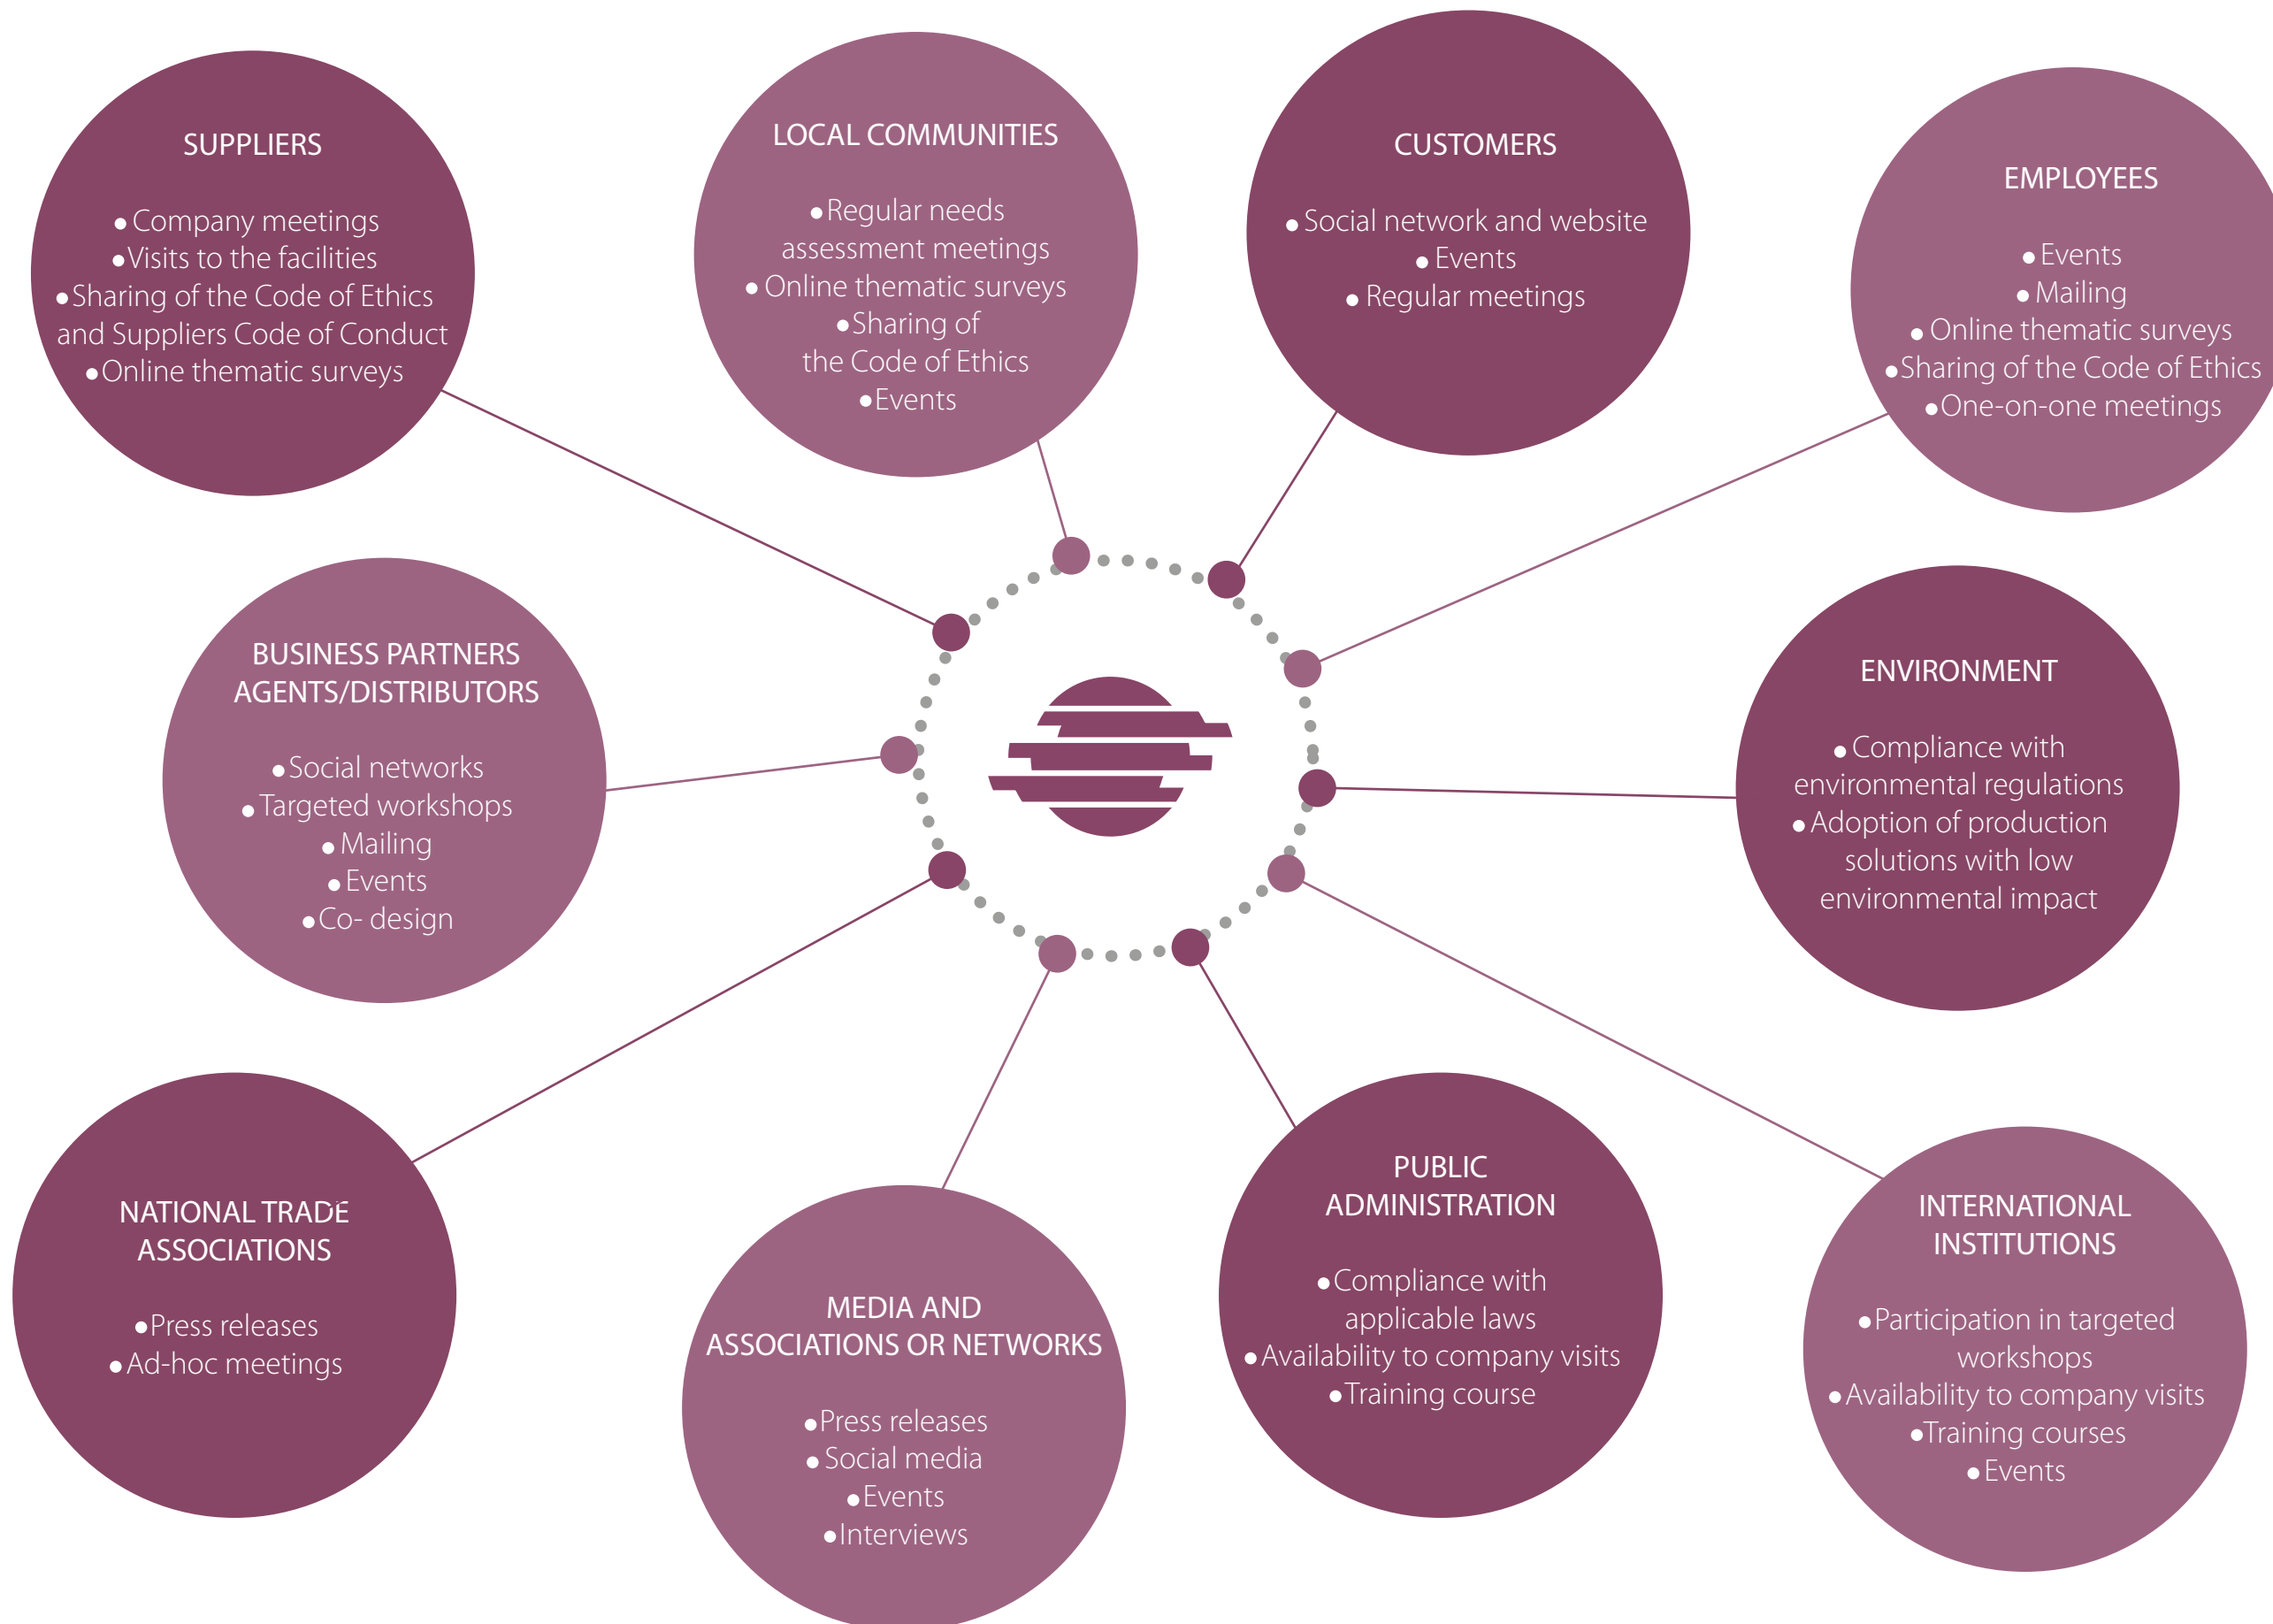 SUPPLIERS
● Company meetings
● Visits to the facilities
● Sharing of the Code of Ethics
and Suppliers Code of Conduct
● Online thematic surveys
LOCAL COMMUNITIES
● Regular needs
assessment meetings
● Online thematic surveys
● Sharing of
the Code of Ethics
● Events
CUSTOMERS
● Social network and website
● Events
● Regular meetings
EMPLOYEES
● Events
● Mailing
● Online thematic surveys
● Sharing of the Code of Ethics
● One-on-one meetings
BUSINESS PARTNERS
AGENTS/DISTRIBUTORS
● Social networks
● Targeted workshops
● Mailing
● Events
● Co- design
ENVIRONMENT
● Compliance with
environmental regulations
● Adoption of production
solutions with low
environmental impact
NATIONAL TRADE
ASSOCIATIONS
● Press releases
● Ad-hoc meetings
MEDIA AND
ASSOCIATIONS OR NETWORKS
● Press releases
● Social media
● Events
● Interviews
PUBLIC
ADMINISTRATION
● Compliance with
applicable laws
● Availability to company visits
● Training course
INTERNATIONAL
INSTITUTIONS
● Participation in targeted
workshops
● Availability to company visits
● Training courses
● Events